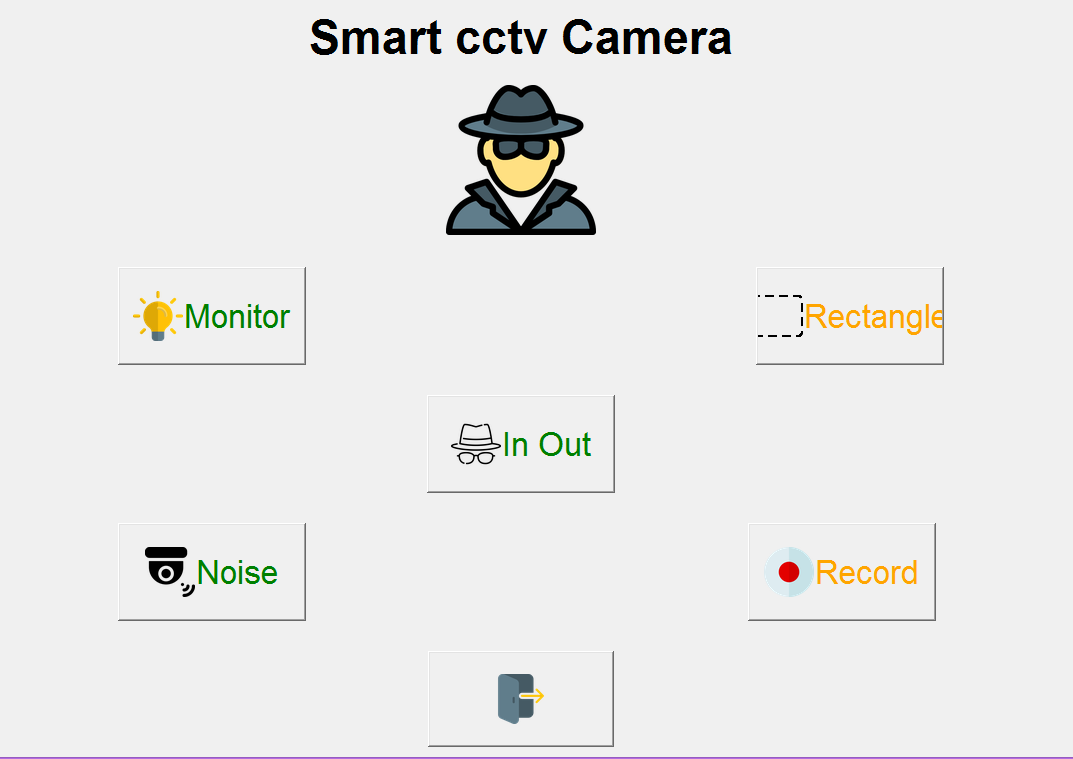 Smart cctv Camera
Monitor
Rectangle
In Out
Noise
Record